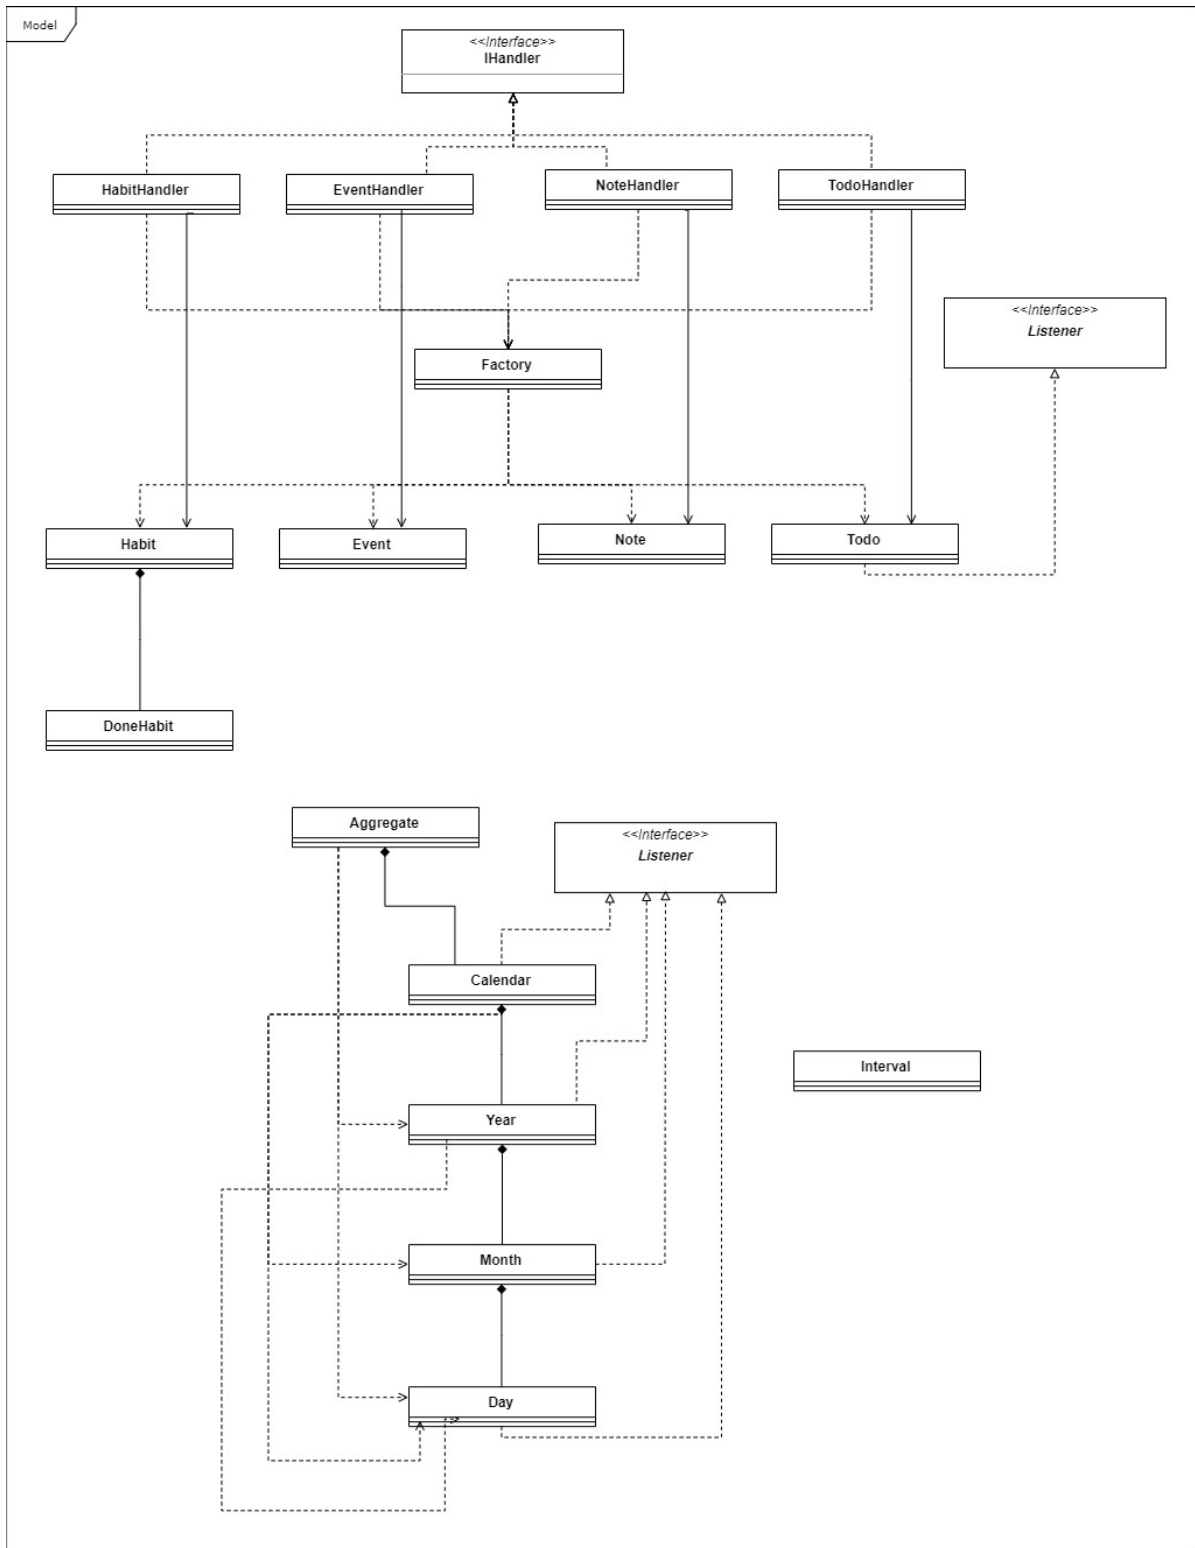 Model
<<Interface>>
IHandler
HabitHandler
EventHandler
NoteHandler
TodoHandler
<<Interface>>
Listener
Factory
Habit
Event
Note
Todo
DoneHabit
Aggregate
<<Interface>>
Listener
Calendar
Interval
Year
Month
Day